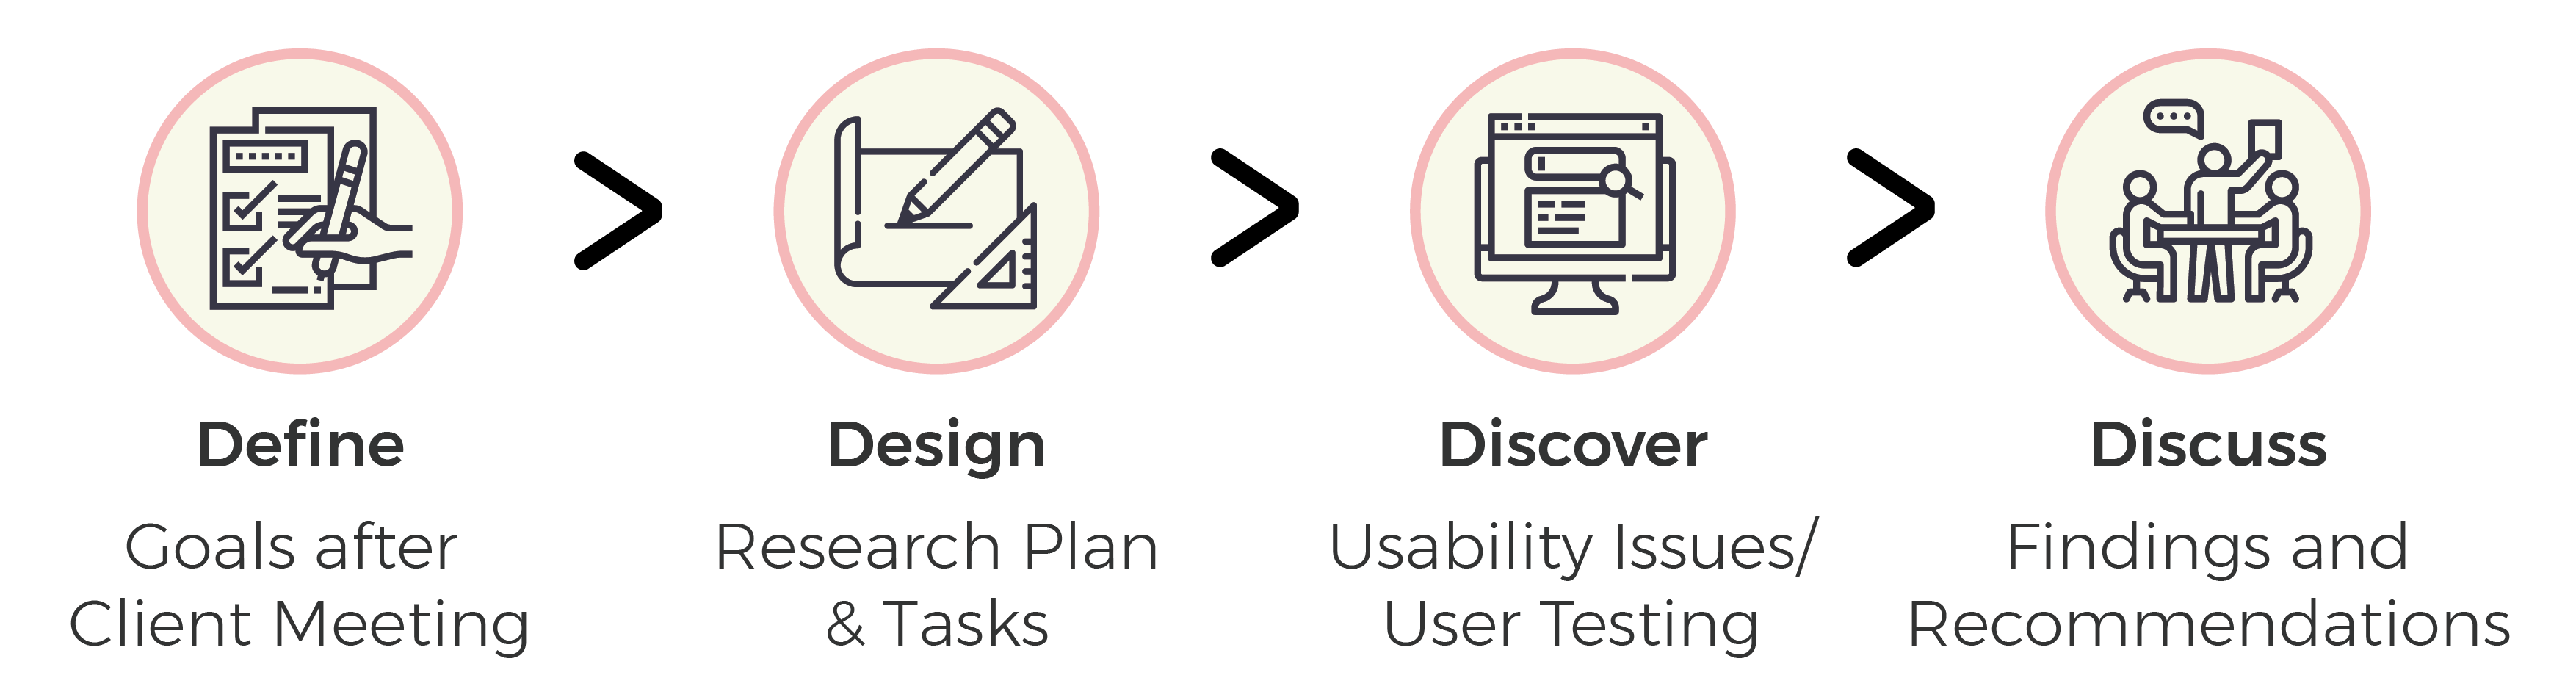 Define
Goals after
Client Meeting
Design
Research Plan
& Tasks
Discover
Usability Issues/
User Testing
Discuss
Findings and
Recommendations